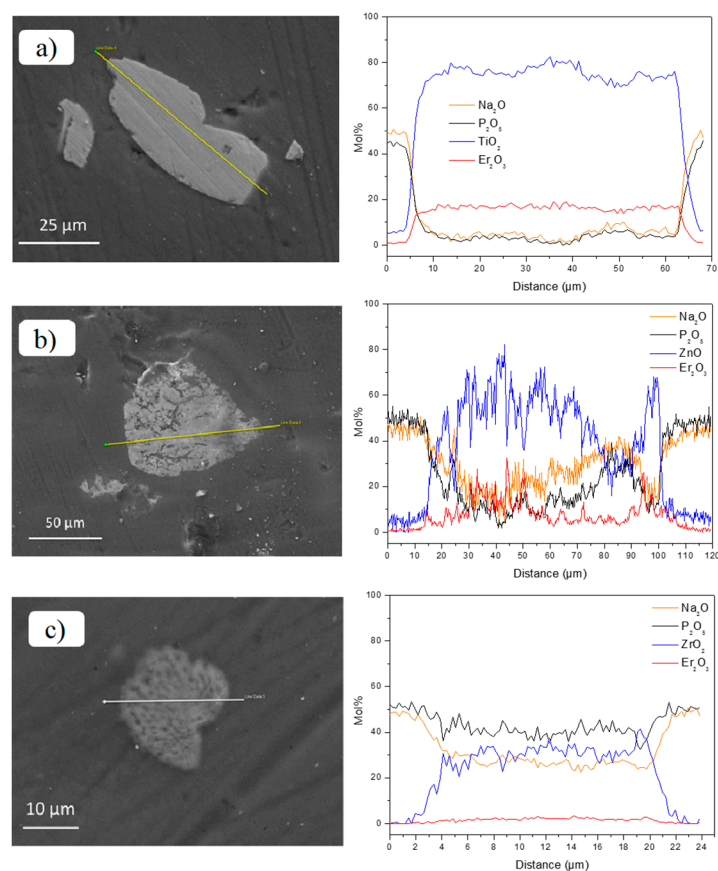 a)
Line Data 4
25 µm
Mol%
100
80
60
40
20
0
Na₂O
P₂O₅
TiO₂
Er₂O₃
0 10 20 30 40 50 60 70
Distance (µm)
b)
50 µm
Mol%
100
80
60
40
20
0
Na₂O
P₂O₅
ZnO
Er₂O₃
0 10 20 30 40 50 60 70 80 90 100 110 120
Distance (µm)
c)
10 µm
Mol%
100
80
60
40
20
0
Na₂O
P₂O₅
ZrO₂
Er₂O₃
0 2 4 6 8 10 12 14 16 18 20 22 24
Distance (µm)